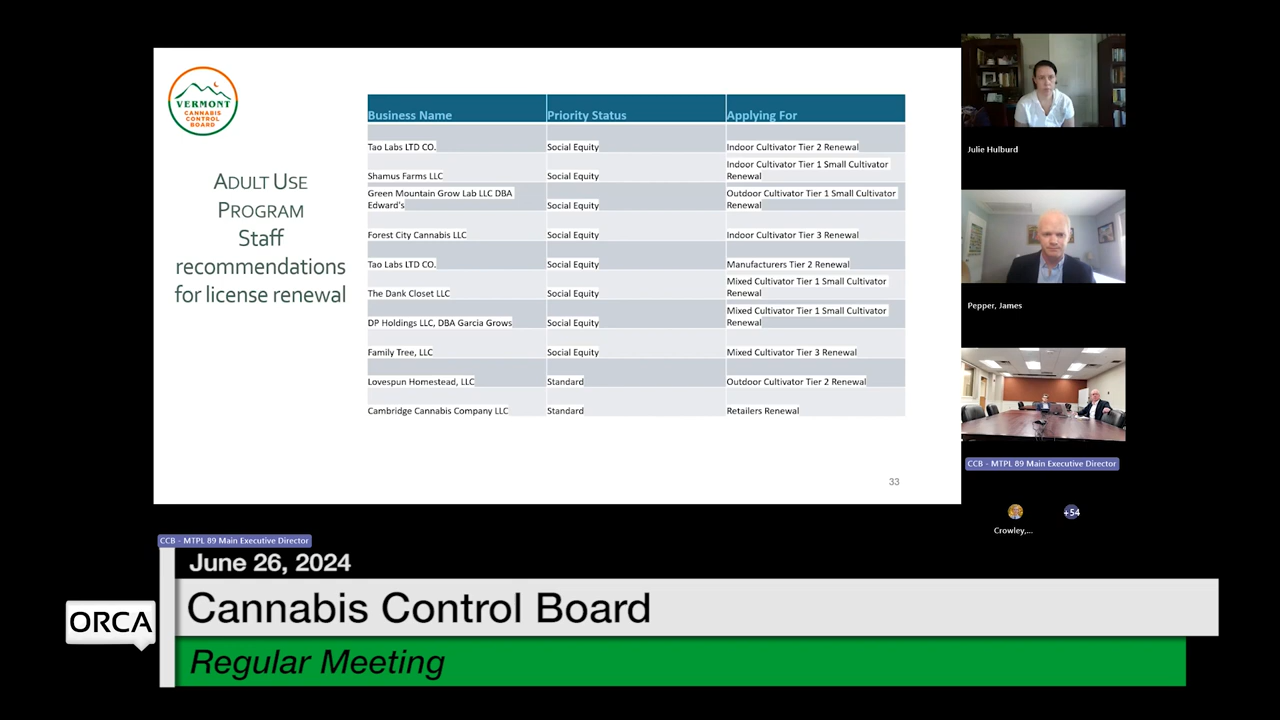 VERMONT
CANNABIS
CONTROL
BOARD
ADULT USE
PROGRAM
Staff
recommendations
for license renewal
Business Name Priority Status Applying For
Tao Labs LTD CO. Social Equity Indoor Cultivator Tier 2 Renewal
Shamus Farms LLC Social Equity Indoor Cultivator Tier 1 Small Cultivator
Renewal
Green Mountain Grow Lab LLC DBA
Edward's Social Equity Outdoor Cultivator Tier 1 Small Cultivator
Renewal
Forest City Cannabis LLC Social Equity Indoor Cultivator Tier 3 Renewal
Tao Labs LTD CO. Social Equity Manufacturers Tier 2 Renewal
The Dank Closet LLC Social Equity Mixed Cultivator Tier 1 Small Cultivator
Renewal
DP Holdings LLC, DBA Garcia Grows Social Equity Mixed Cultivator Tier 1 Small Cultivator
Renewal
Family Tree, LLC Social Equity Mixed Cultivator Tier 3 Renewal
Lovespun Homestead, LLC Standard Outdoor Cultivator Tier 2 Renewal
Cambridge Cannabis Company LLC Standard Retailers Renewal
33
Julie Hulburd
Pepper, James
CCB - MTPL 89 Main Executive Director
+54
Crowley,...
CCB - MTPL 89 Main Executive Director
June 26, 2024
ORCA
Cannabis Control Board
Regular Meeting